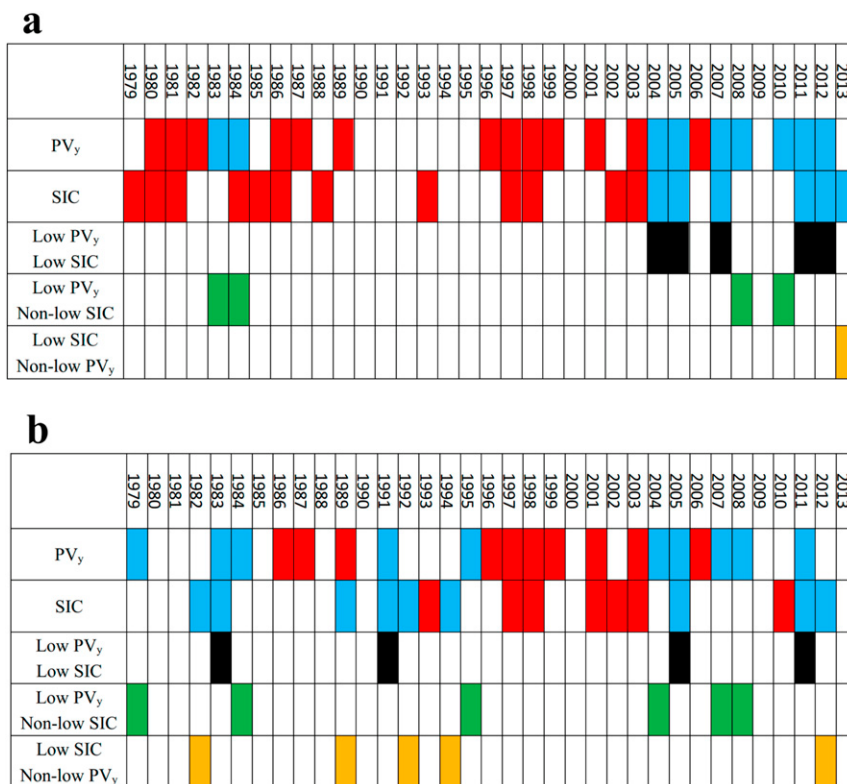 a
1979 1980 1981 1982 1983 1984 1985 1986 1987 1988 1989 1990 1991 1992 1993 1994 1995 1996 1997 1998 1999 2000 2001 2002 2003 2004 2005 2006 2007 2008 2009 2010 2011 2012 2013
PVy
SIC
Low PVy
Low SIC
Low PVy
Non-low SIC
Low SIC
Non-low PVy
b
1979 1980 1981 1982 1983 1984 1985 1986 1987 1988 1989 1990 1991 1992 1993 1994 1995 1996 1997 1998 1999 2000 2001 2002 2003 2004 2005 2006 2007 2008 2009 2010 2011 2012 2013
PVy
SIC
Low PVy
Low SIC
Low PVy
Non-low SIC
Low SIC
Non-low PVy